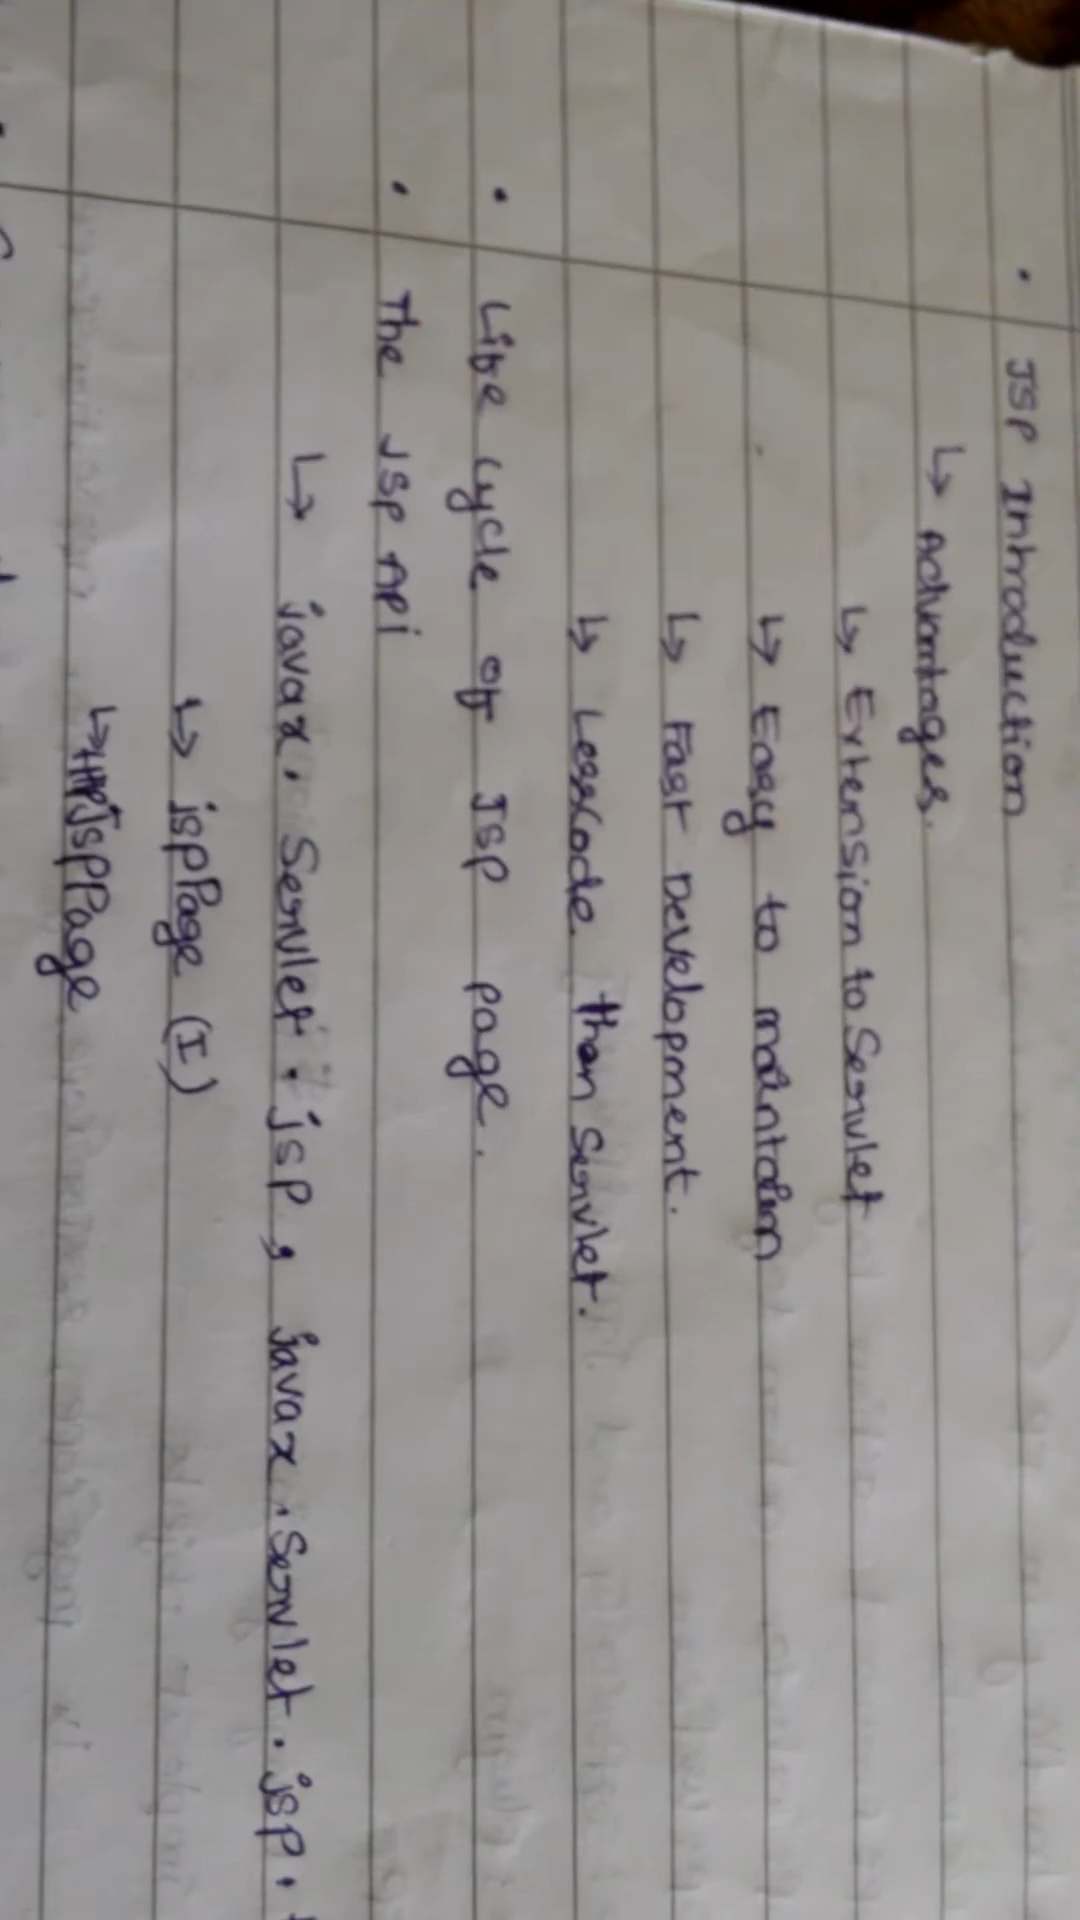 • JSP Introduction
↳ Advantages.
↳ Extension to Servlet
↳ Easy to maintain
↳ Fast Development.
↳ Less code than Servlet.
• Life cycle of JSP page.
• The JSP API
↳ javax. Servlet. jsp, javax. Servlet. jsp.
↳ jspPage (I)
↳ HttpJspPage